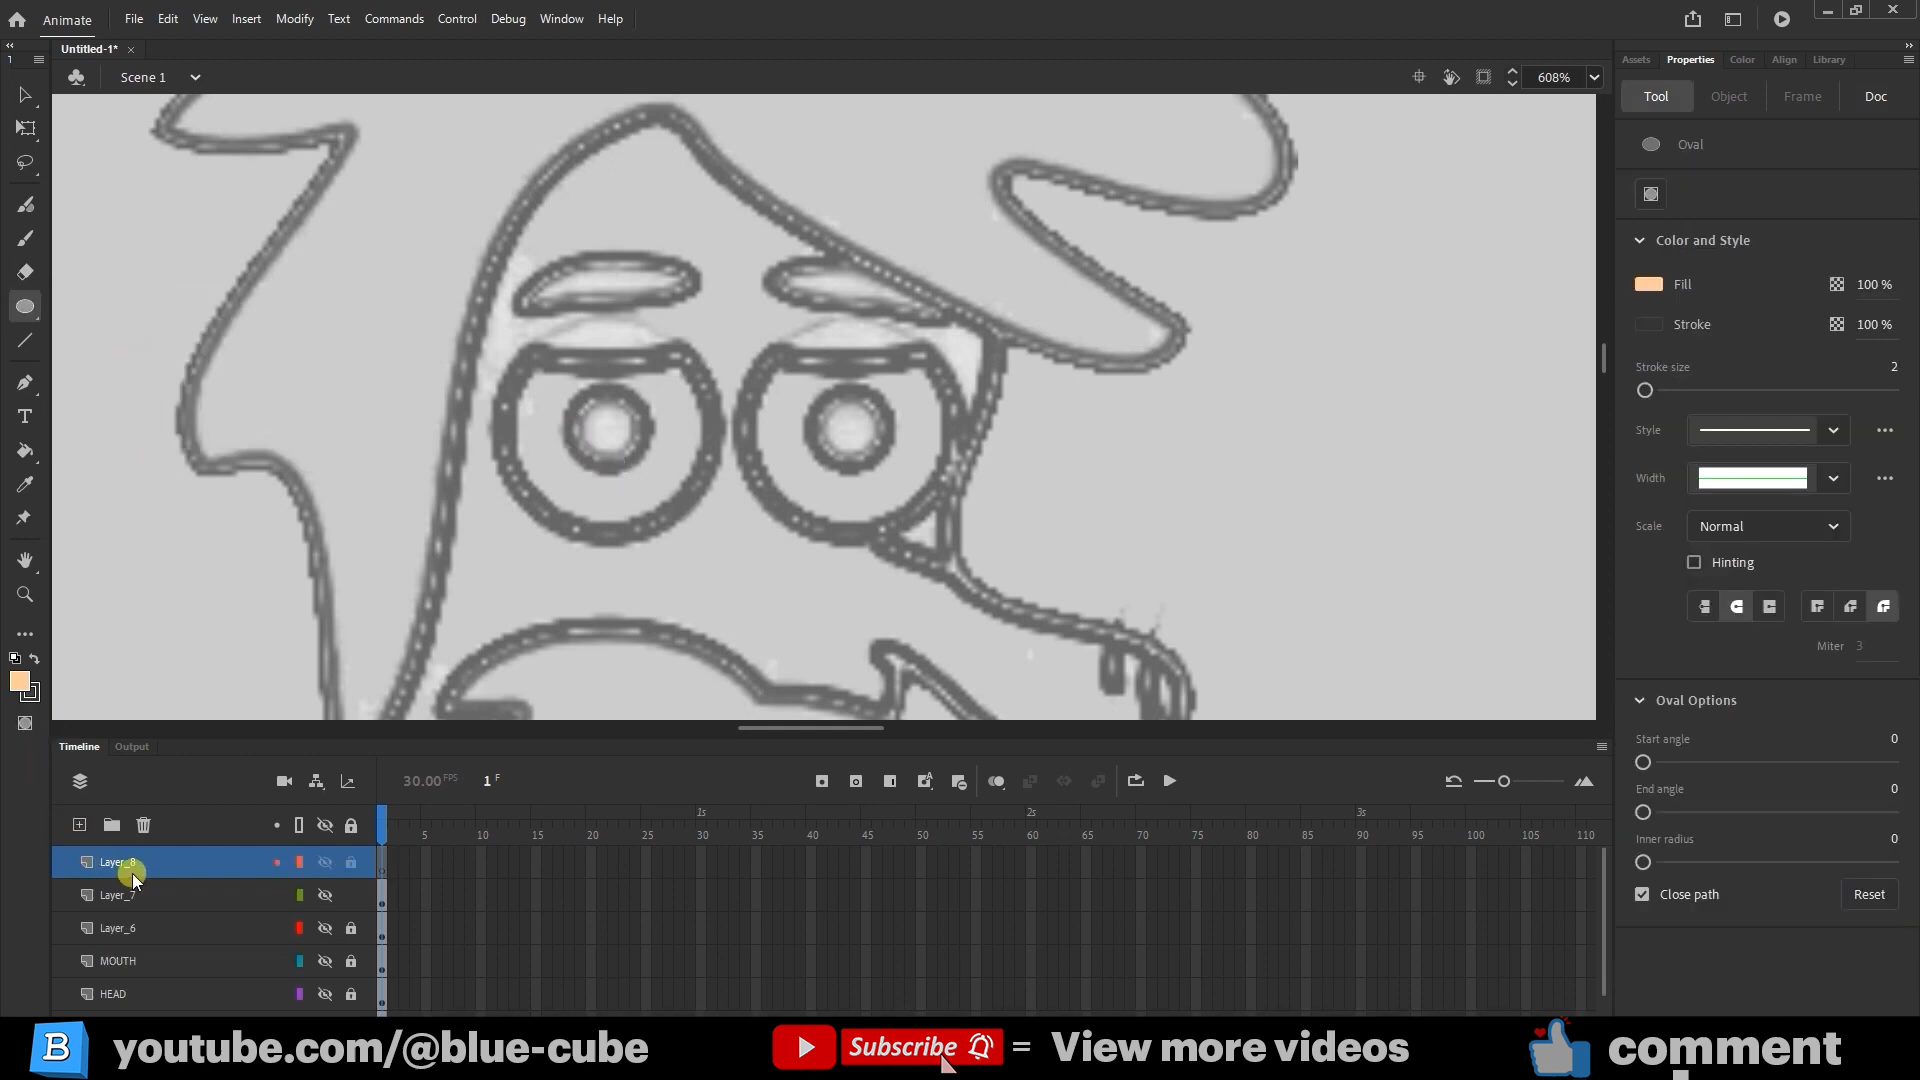 Animate
File Edit View Insert Modify Text Commands Control Debug Window Help
Untitled-1*
Scene 1
608%
Assets Properties Color Align Library
Tool Object Frame Doc
Oval
Color and Style
Fill 100 %
Stroke 100 %
Stroke size 2
Style
Width
Scale Normal
Hinting
Miter 3
Oval Options
Start angle 0
End angle 0
Inner radius 0
Close path Reset
Timeline Output
30.00 FPS 1 F
1s 2s 3s
5 10 15 20 25 30 35 40 45 50 55 60 65 70 75 80 85 90 95 100 105 110
Layer_8
Layer_7
Layer_6
MOUTH
HEAD
B youtube.com/@blue-cube Subscribe = View more videos comment